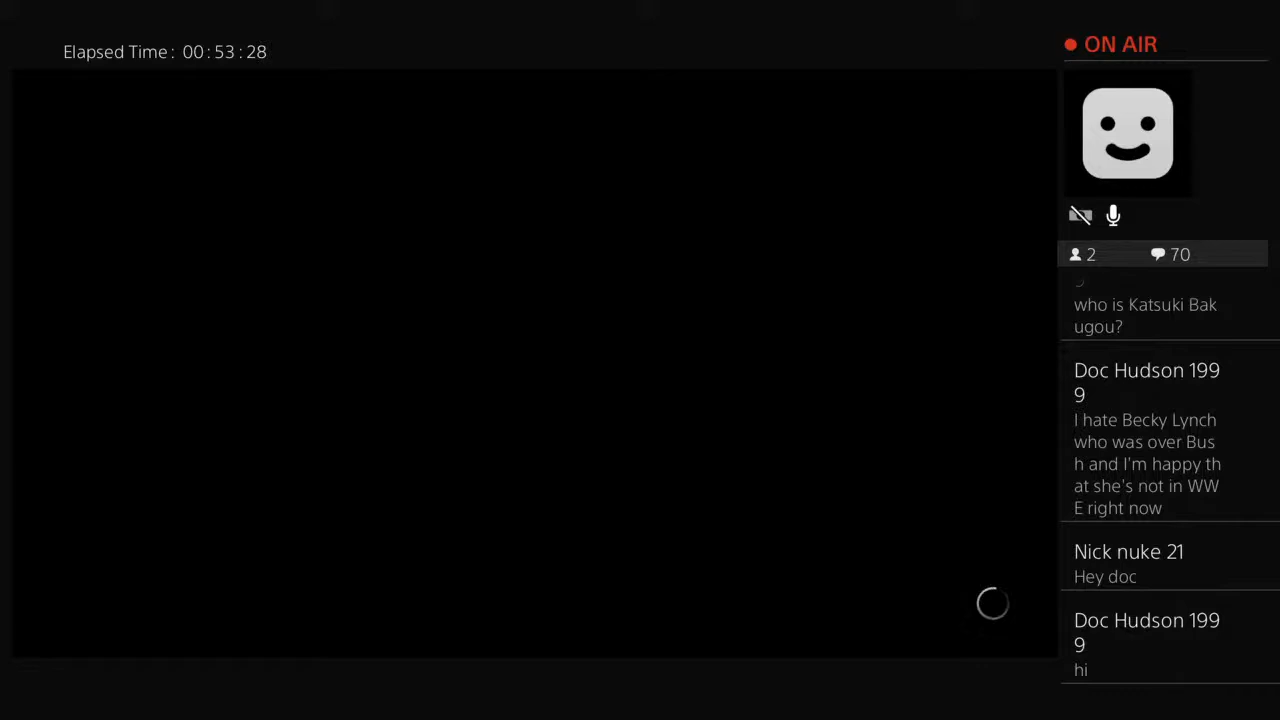 Elapsed Time: 00:53:28
ON AIR
2 70
who is Katsuki Bak
ugou?
Doc Hudson 199
9
I hate Becky Lynch
who was over Bus
h and I'm happy th
at she's not in WW
E right now
Nick nuke 21
Hey doc
Doc Hudson 199
9
hi